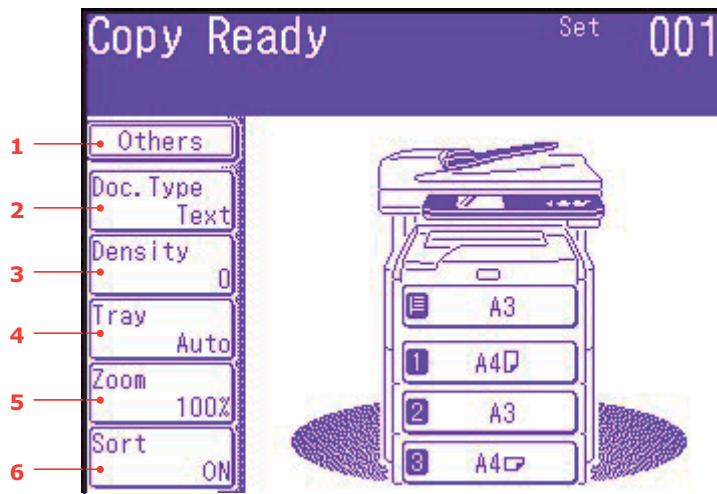 Copy Ready Set 001
1 Others
2 Doc.Type
Text
3 Density
0
4 Tray
Auto
5 Zoom
100%
6 Sort
ON
A3
1 A4
2 A3
3 A4